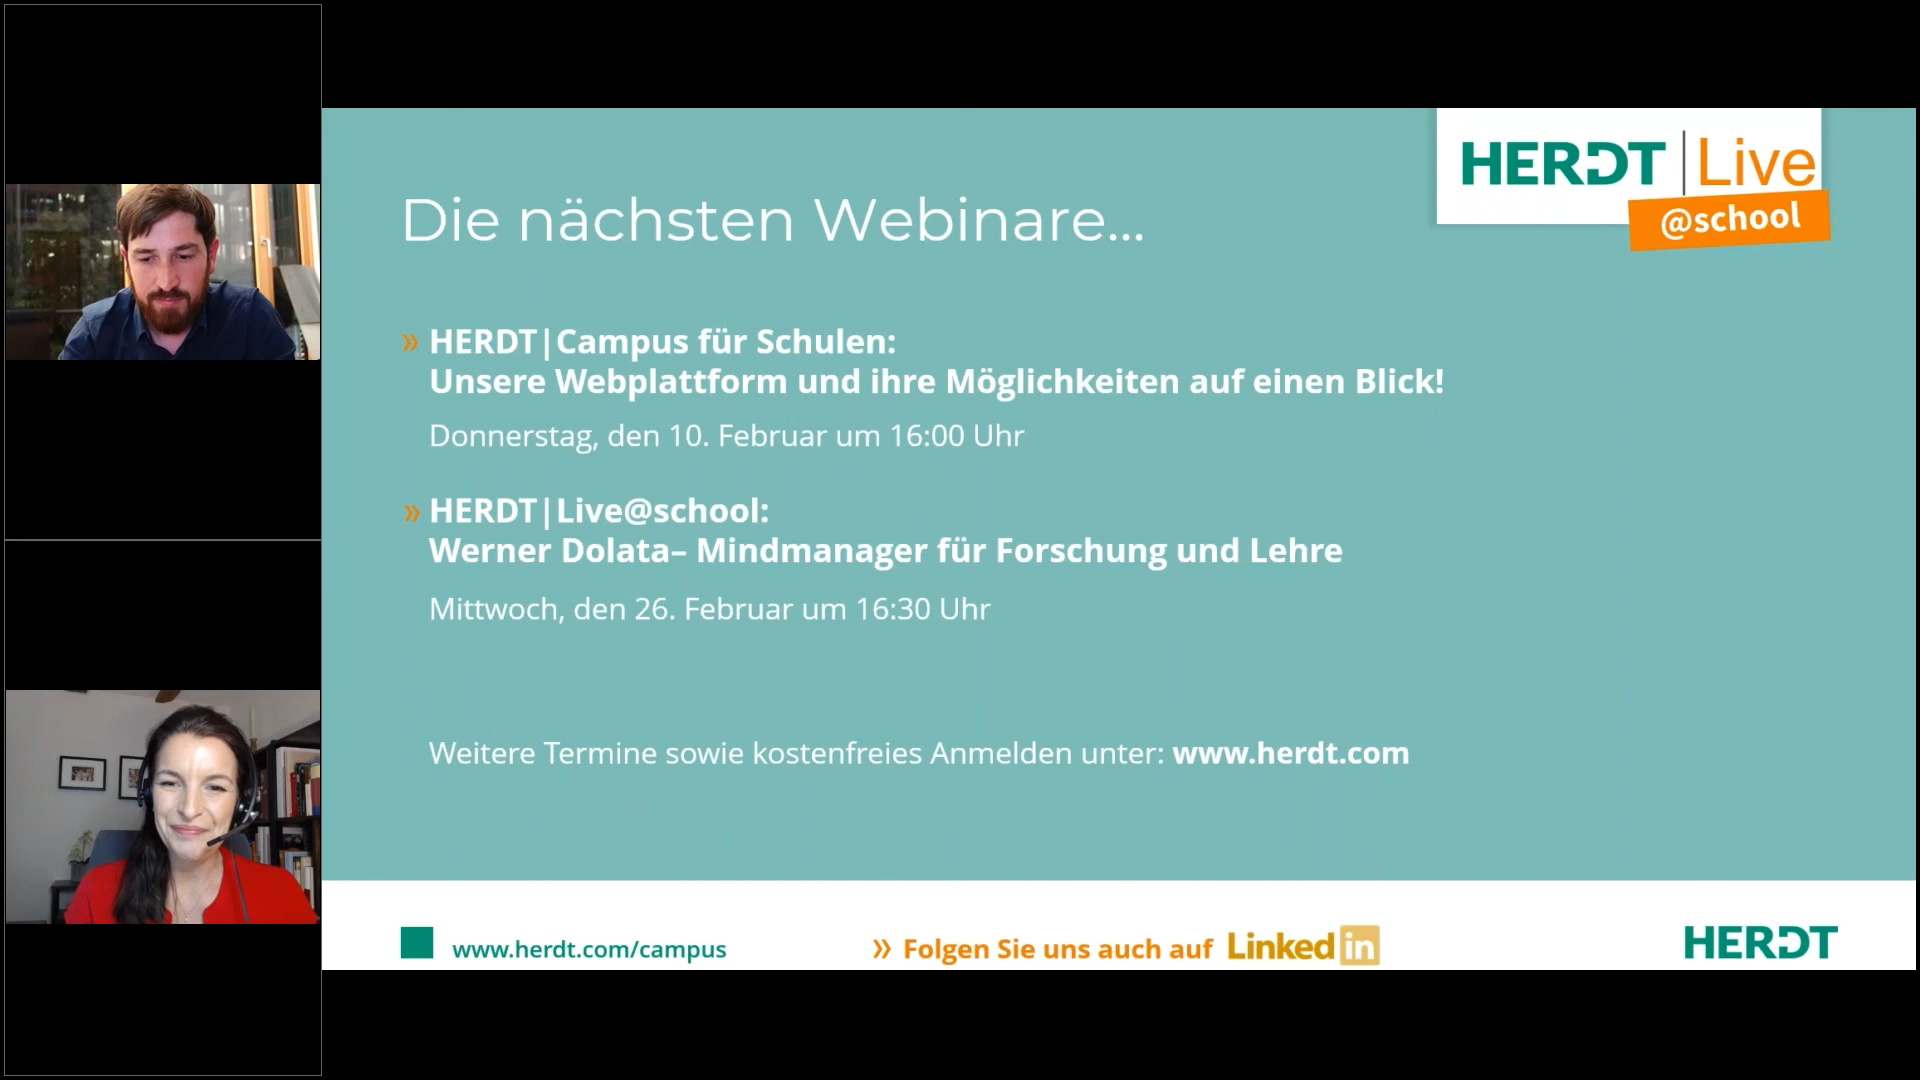 HERDT | Live
@school
Die nächsten Webinare...
» HERDT|Campus für Schulen:
Unsere Webplattform und ihre Möglichkeiten auf einen Blick!
Donnerstag, den 10. Februar um 16:00 Uhr
» HERDT|Live@school:
Werner Dolata– Mindmanager für Forschung und Lehre
Mittwoch, den 26. Februar um 16:30 Uhr
Weitere Termine sowie kostenfreies Anmelden unter: www.herdt.com
www.herdt.com/campus
» Folgen Sie uns auch auf LinkedIn
HERDT